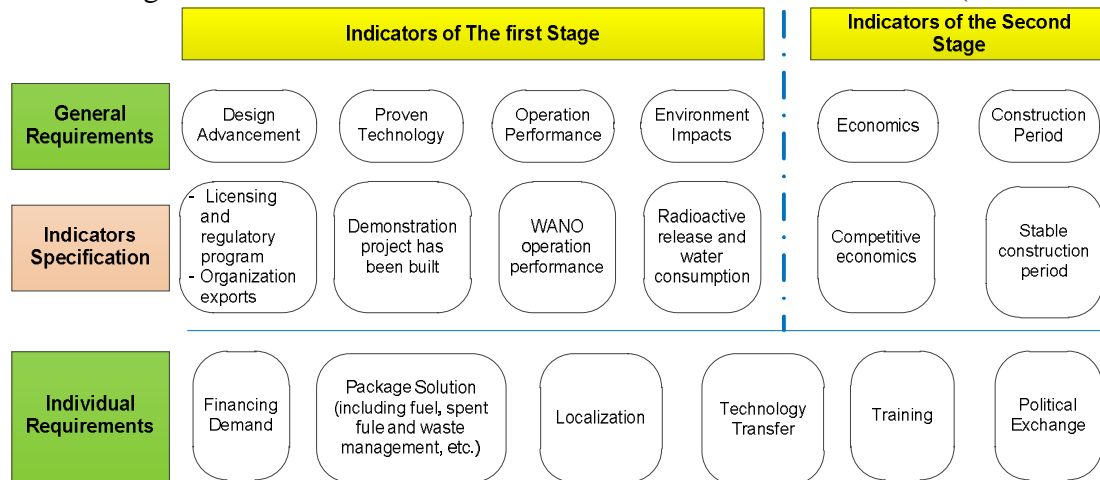 Indicators of The first Stage
Indicators of the Second
Stage
General
Requirements
Design
Advancement
Proven
Technology
Operation
Performance
Environment
Impacts
Economics
Construction
Period
Indicators
Specification
- Licensing
and
regulatory
program
- Organization
exports
Demonstration
project has
been built
WANO
operation
performance
Radioactive
release and
water
consumption
Competitive
economics
Stable
construction
period
Individual
Requirements
Financing
Demand
Package Solution
(including fuel, spent
fule and waste
management, etc.)
Localization
Technology
Transfer
Training
Political
Exchange